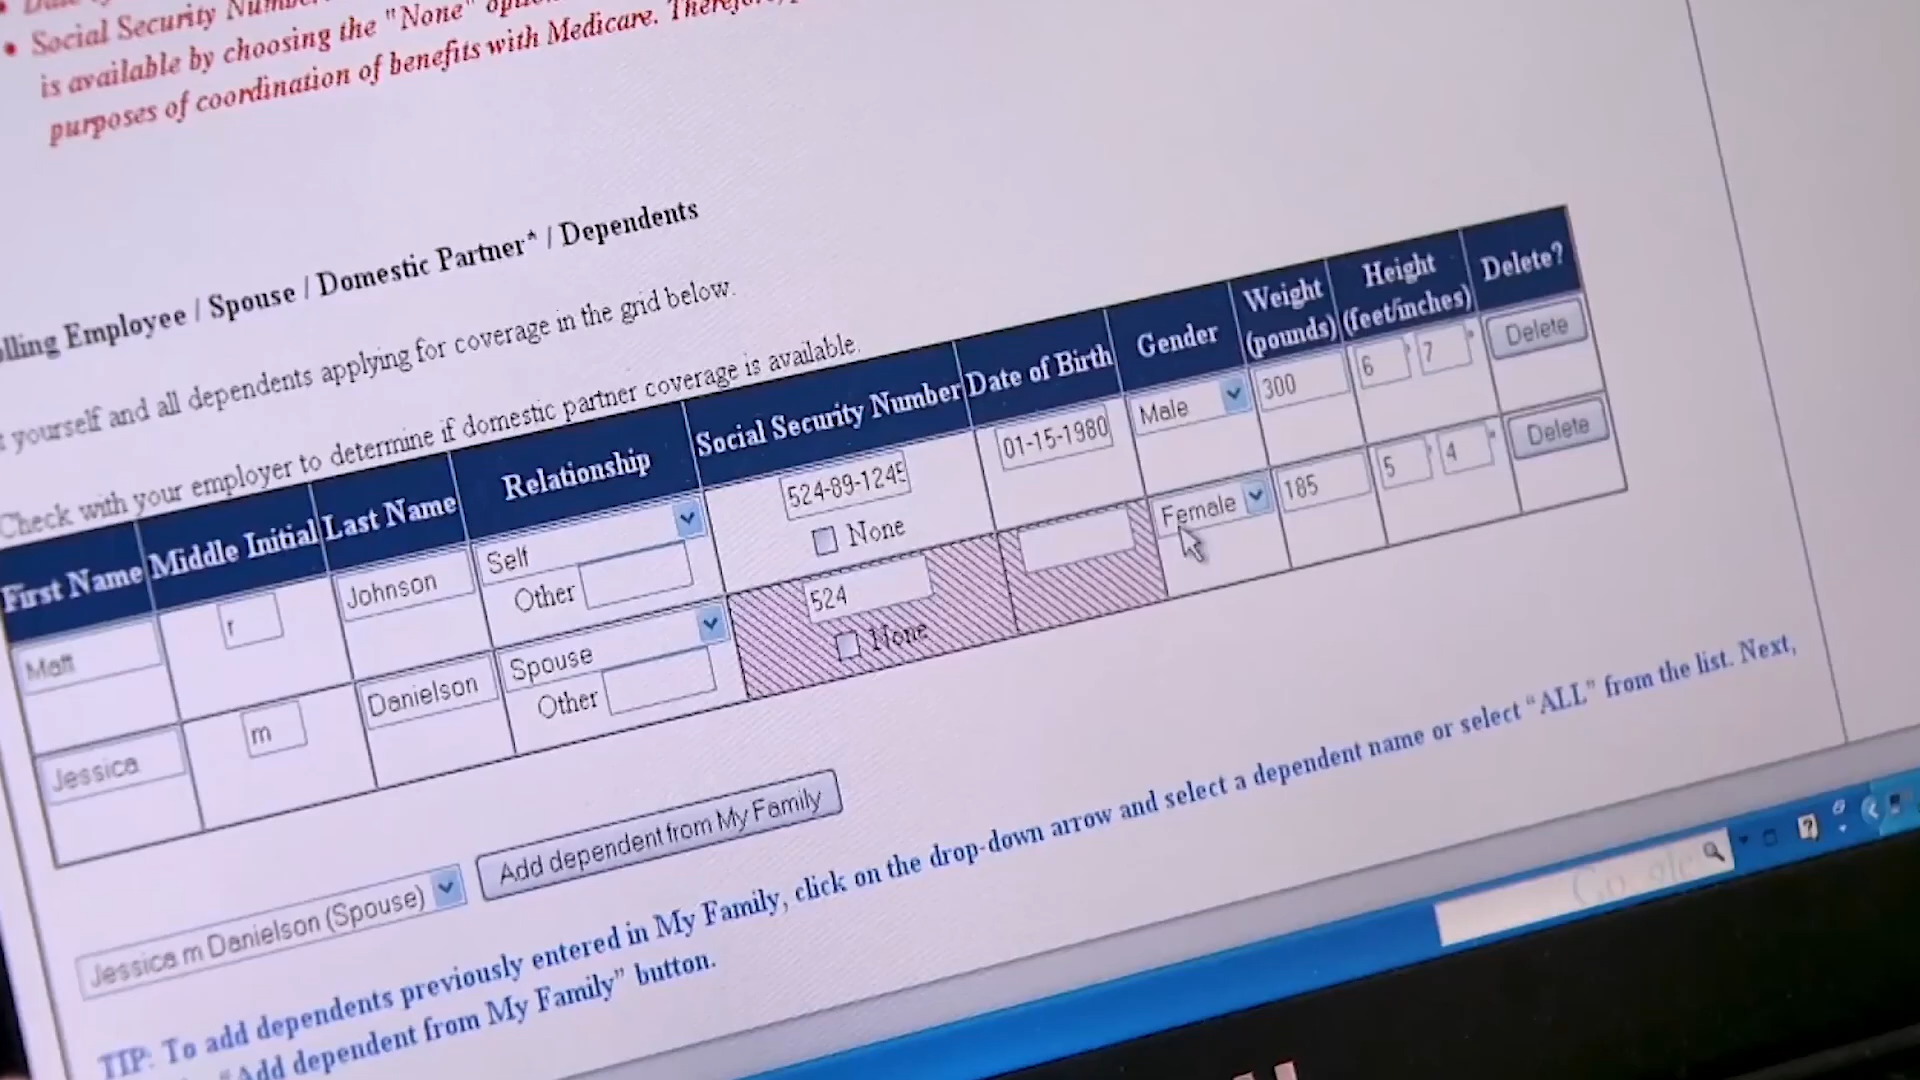 Social Security
is available by choosing the "None"
purposes of coordination of benefits with Medicare.
Employee / Spouse / Domestic Partner* / Dependents
yourself and all dependents applying for coverage in the grid below.
Check with your employer to determine if domestic partner coverage is available.
First Name Middle Initial Last Name Relationship Social Security Number Date of Birth Gender Weight (pounds) Height (feet/inches) Delete?
Matt r Johnson Self 524-89-1245 01-15-1980 Male 300 6 ' 7 " Delete
Other None
Jessica m Danielson Spouse 524 Female 185 5 ' 4 " Delete
Other None
Jessica m Danielson (Spouse) Add dependent from My Family
TIP: To add dependents previously entered in My Family, click on the drop-down arrow and select a dependent name or select “ALL” from the list. Next,
“Add dependent from My Family” button.
Google